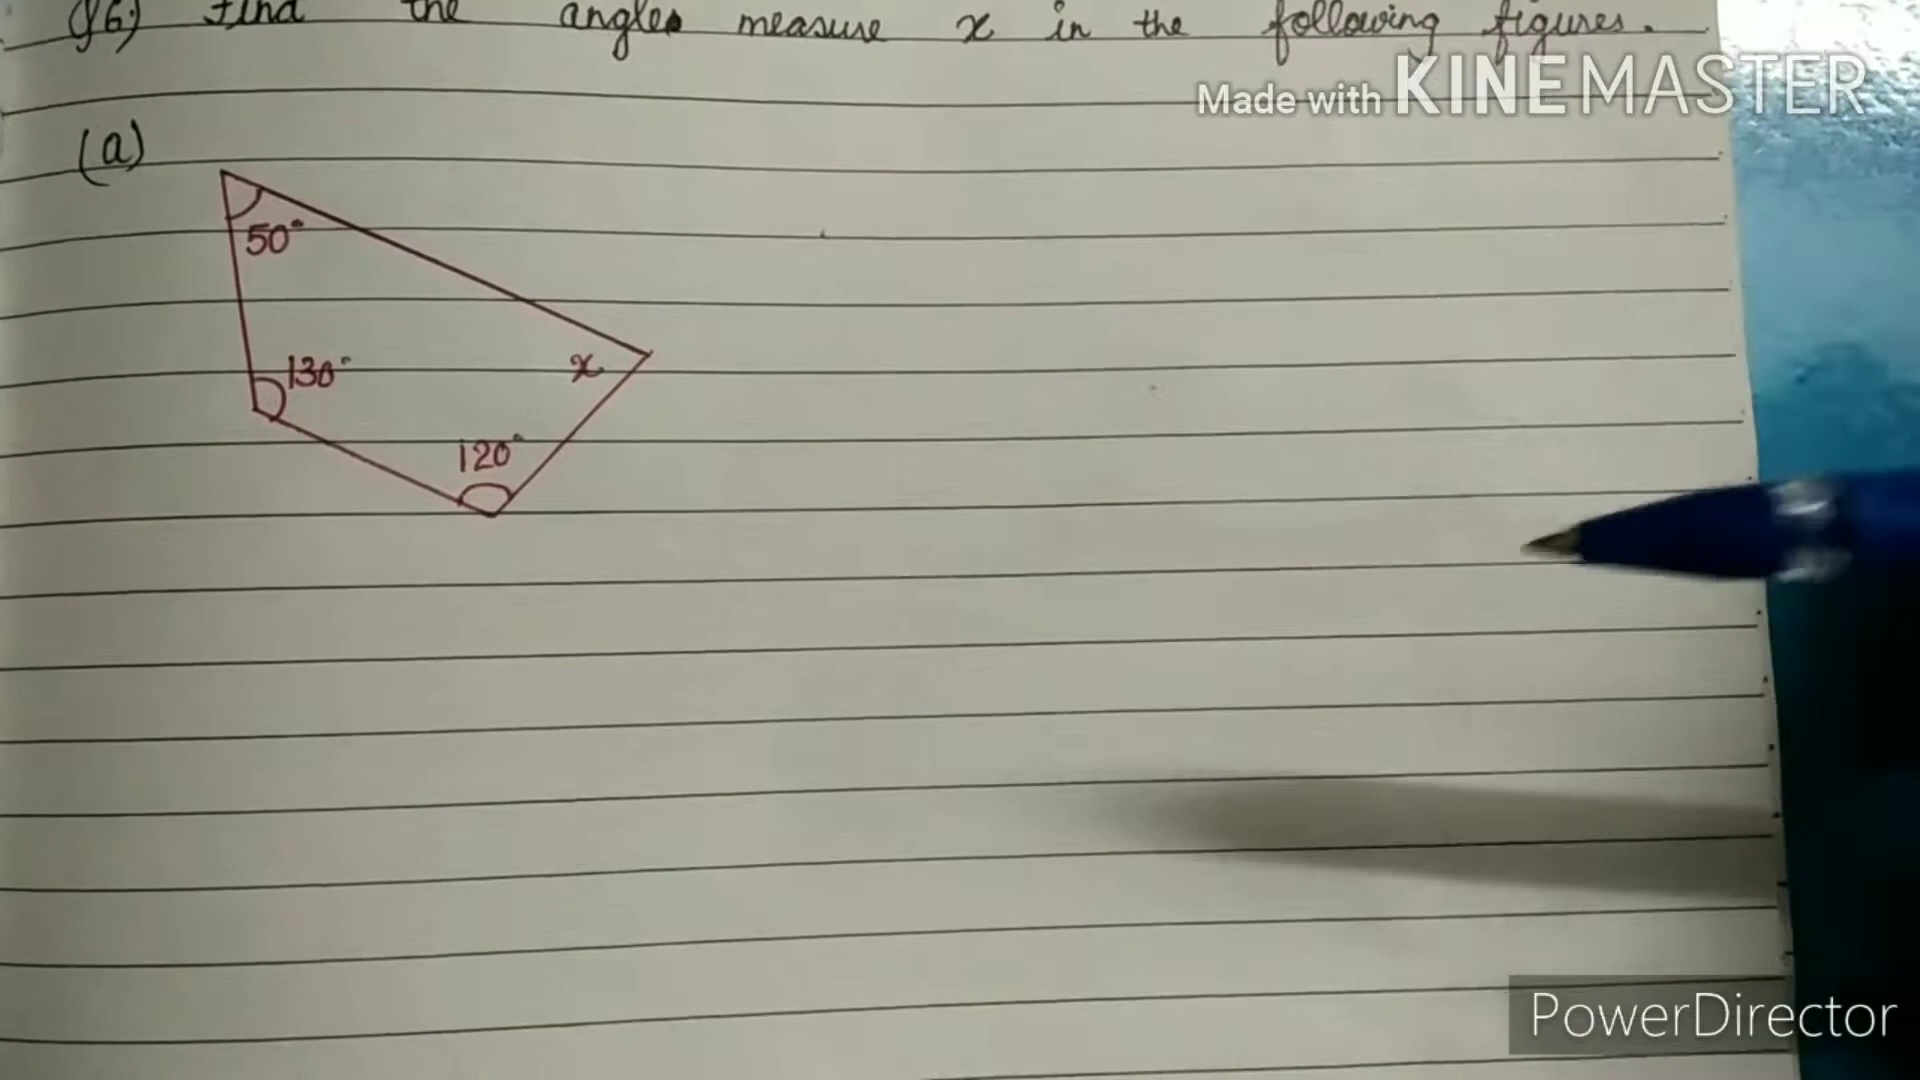 Q6.) Find the angles measure x in the following figures.
Made with KINEMASTER
(a)
50°
130°
x
120°
PowerDirector